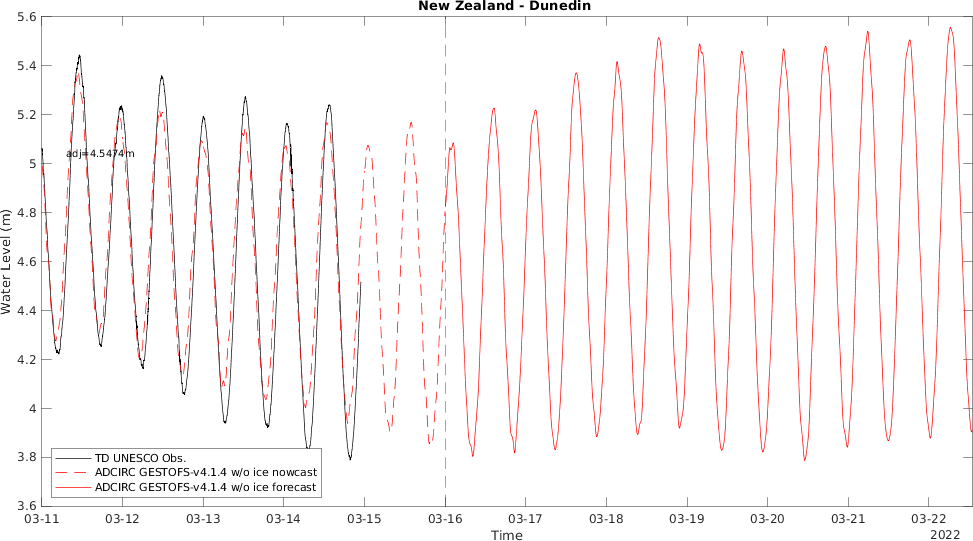 New Zealand - Dunedin
5.6
5.4
5.2
5
4.8
4.6
4.4
4.2
4
3.8
3.6
Water Level (m)
adj=4.5474m
TD UNESCO Obs.
ADCIRC GESTOFS-v4.1.4 w/o ice nowcast
ADCIRC GESTOFS-v4.1.4 w/o ice forecast
03-11 03-12 03-13 03-14 03-15 03-16 03-17 03-18 03-19 03-20 03-21 03-22
Time
2022